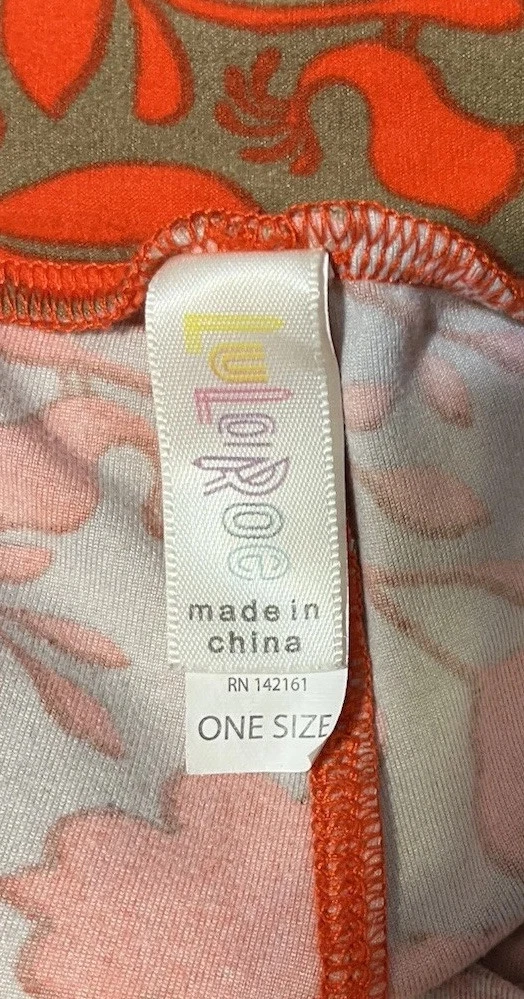 LuLaRoe
made in
china
RN 142161
ONE SIZE